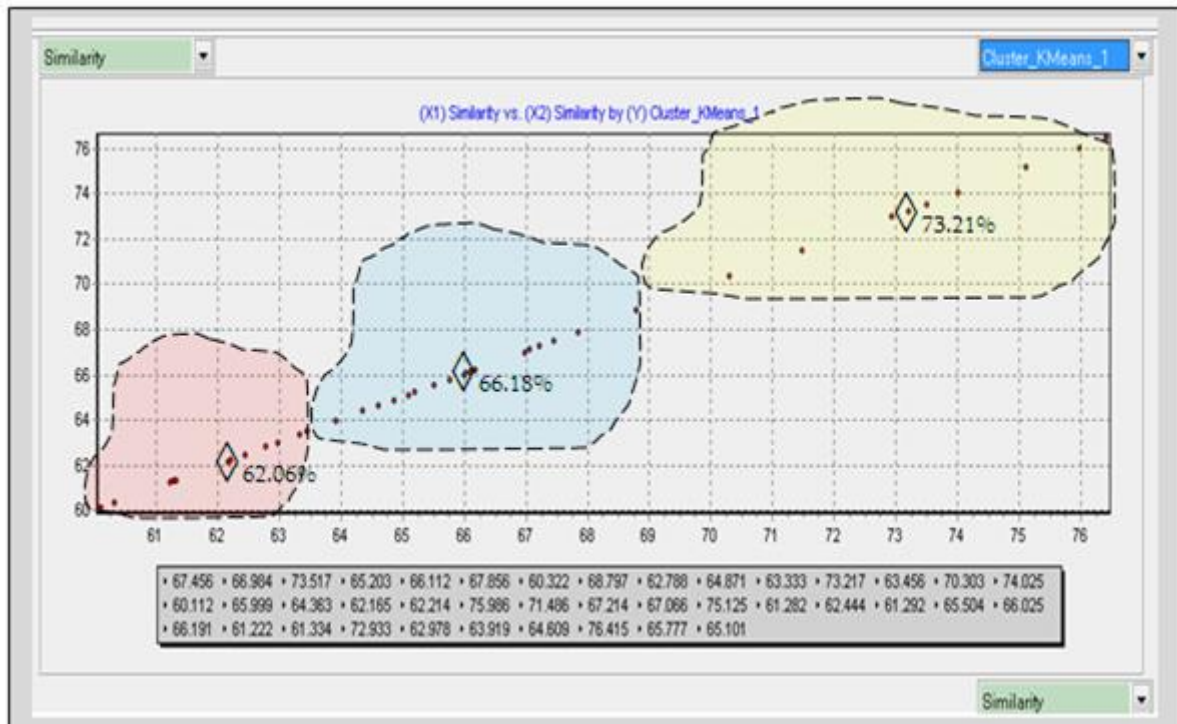 Similarity
Cluster_KMeans_1
(X1) Similarity vs. (X2) Similarity by (Y) Cluster_KMeans_1
76
74
72
70
68
66
64
62
60
73.21%
66.18%
62.06%
61 62 63 64 65 66 67 68 69 70 71 72 73 74 75 76
67.456 66.984 73.517 65.203 66.112 67.856 60.322 68.797 62.788 64.871 63.333 73.217 63.456 70.303 74.025
60.112 65.999 64.363 62.165 62.214 75.986 71.486 67.214 67.066 75.125 61.282 62.444 61.292 65.504 66.025
66.191 61.222 61.334 72.933 62.978 63.919 64.609 76.415 65.777 65.101
Similarity